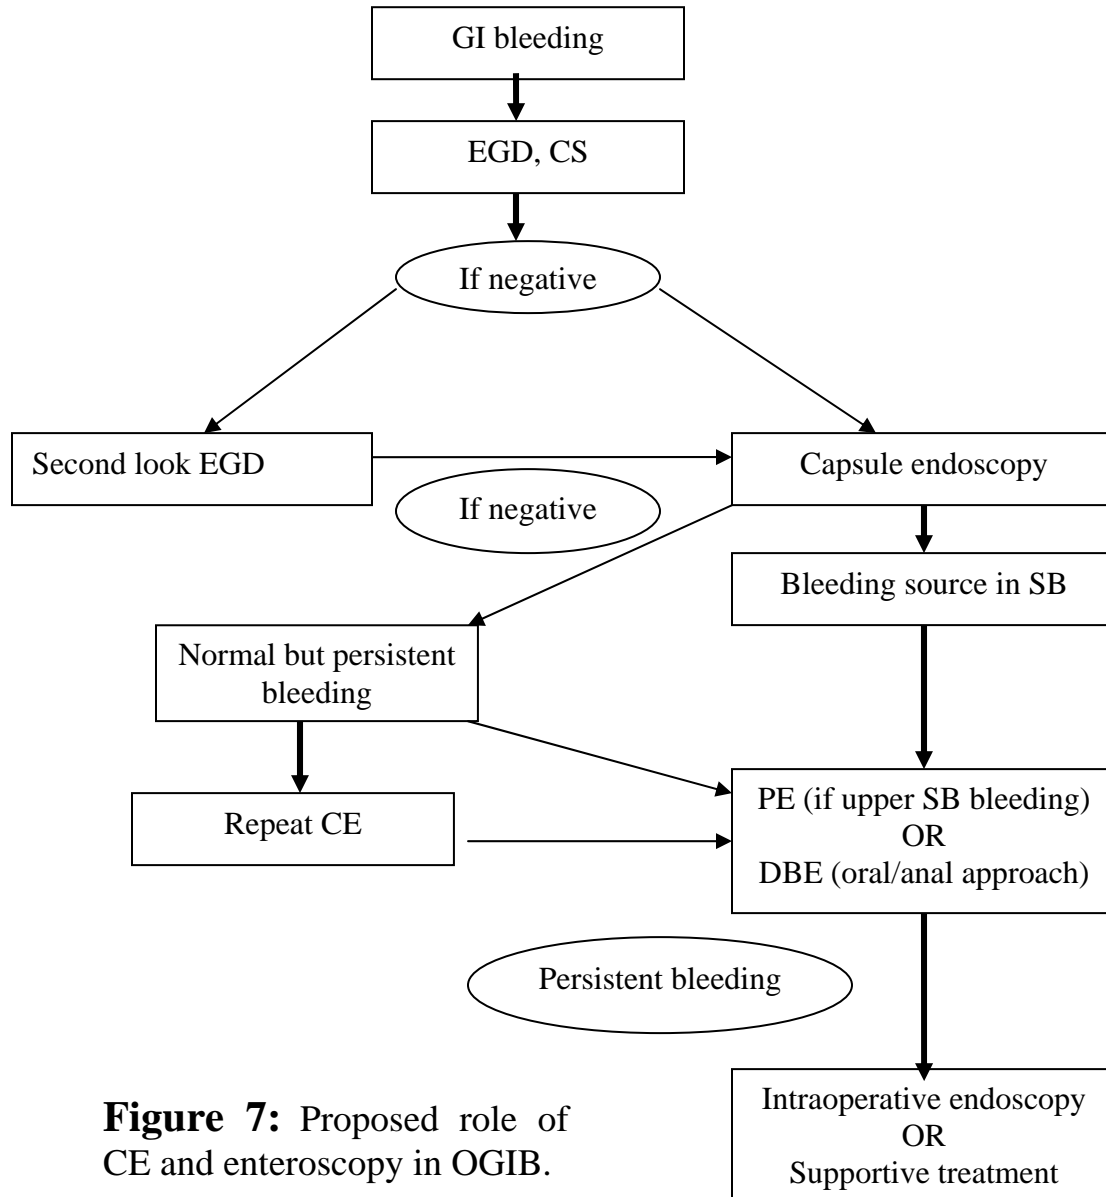 GI bleeding
EGD, CS
If negative
Second look EGD
Capsule endoscopy
If negative
Bleeding source in SB
Normal but persistent
bleeding
Repeat CE
PE (if upper SB bleeding)
OR
DBE (oral/anal approach)
Persistent bleeding
Intraoperative endoscopy
OR
Supportive treatment
Figure 7: Proposed role of
CE and enteroscopy in OGIB.